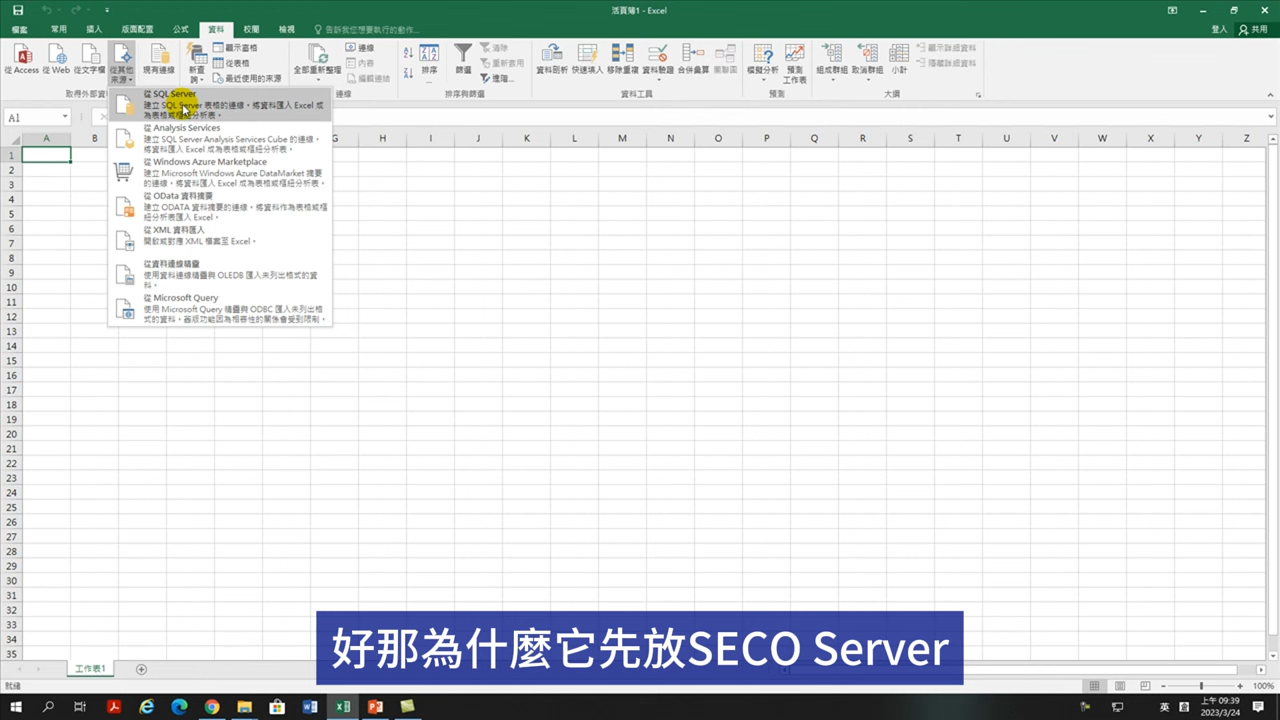 活頁簿1 - Excel
檔案 常用 插入 版面配置 公式 資料 校閱 檢視 告訴我您想要執行的動作... 登入 共用
從 Access 從 Web 從文字檔 從其他來源 現有連線
新查詢 顯示窗格 從表格 最近使用的來源
全部重新整理 連線 內容 編輯連結
排序 篩選 清除 重新套用 進階...
資料剖析 快速填入 移除重複 資料驗證 合併彙算 關聯圖
模擬分析 預測工作表
組成群組 取消群組 小計 顯示詳細資料 隱藏詳細資料
取得外部資 連線 排序與篩選 資料工具 預測 大綱
A1
從 SQL Server
建立 SQL Server 表格的連線。將資料匯入 Excel 成
為表格或樞紐分析表。
從 Analysis Services
建立 SQL Server Analysis Services Cube 的連線。
將資料匯入 Excel 成為表格或樞紐分析表。
從 Windows Azure Marketplace
建立 Microsoft Windows Azure DataMarket 摘要
的連線。將資料匯入 Excel 成為表格或樞紐分析表。
從 OData 資料摘要
建立 ODATA 資料摘要的連線。將資料作為表格或樞
紐分析表匯入 Excel。
從 XML 資料匯入
開啟或對應 XML 檔案至 Excel。
從資料連線精靈
使用資料連線精靈與 OLEDB 匯入未列出格式的資
料。
從 Microsoft Query
使用 Microsoft Query 精靈與 ODBC 匯入未列出格
式的資料。舊版功能因為相容性的關係會受到限制。
A B G H I J K L M N O P Q R S T U V W X Y Z
1
2
3
4
5
6
7
8
9
10
11
12
13
14
15
16
17
18
19
20
21
22
23
24
25
26
27
28
29
30
31
32
33
34
35
好那為什麼它先放SECO Server
工作表1
就緒 100%
英 上午 09:39
2023/3/24